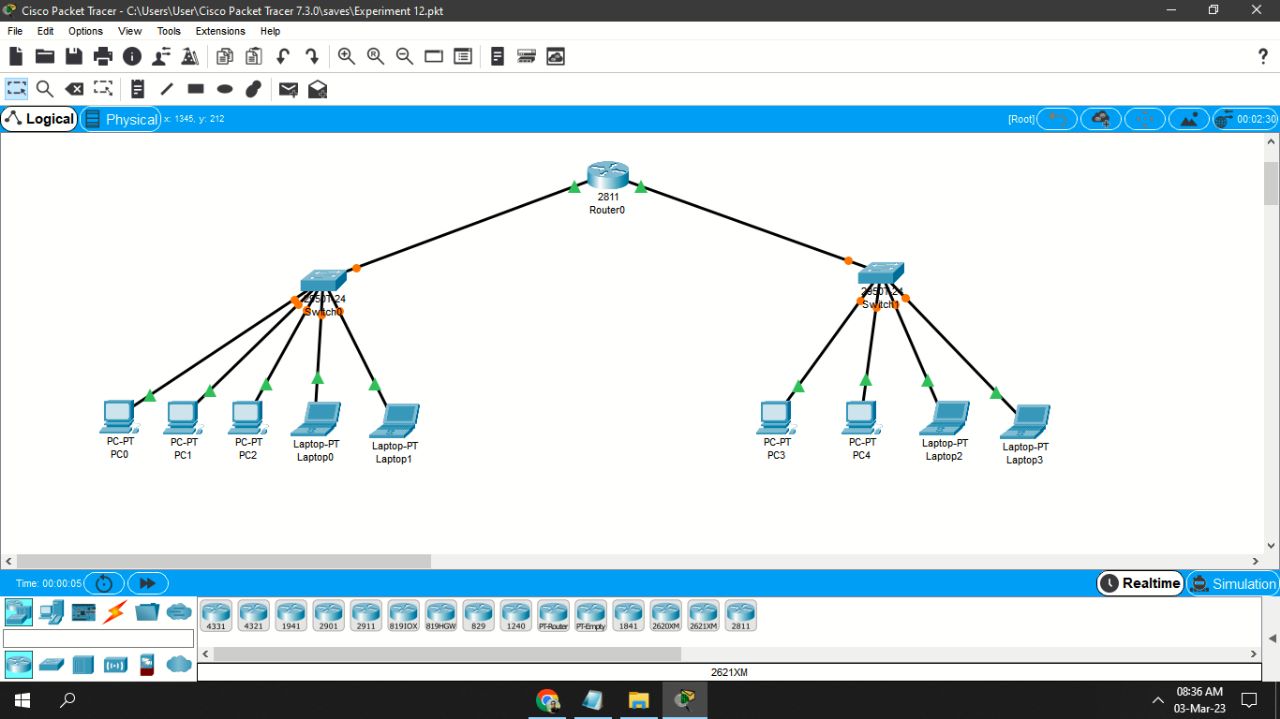 Cisco Packet Tracer - C:\Users\User\Cisco Packet Tracer 7.3.0\saves\Experiment 12.pkt
File Edit Options View Tools Extensions Help
?
Logical Physical x: 1345, y: 212 [Root] 00:02:30
2811
Router0
2950T-24
Switch0
2950T-24
Switch1
PC-PT
PC0
PC-PT
PC1
PC-PT
PC2
Laptop-PT
Laptop0
Laptop-PT
Laptop1
PC-PT
PC3
PC-PT
PC4
Laptop-PT
Laptop2
Laptop-PT
Laptop3
Time: 00:00:05 Realtime Simulation
4331 4321 1941 2901 2911 819IOX 819HGW 829 1240 PT-Router PT-Empty 1841 2620XM 2621XM 2811
2621XM
08:36 AM
03-Mar-23